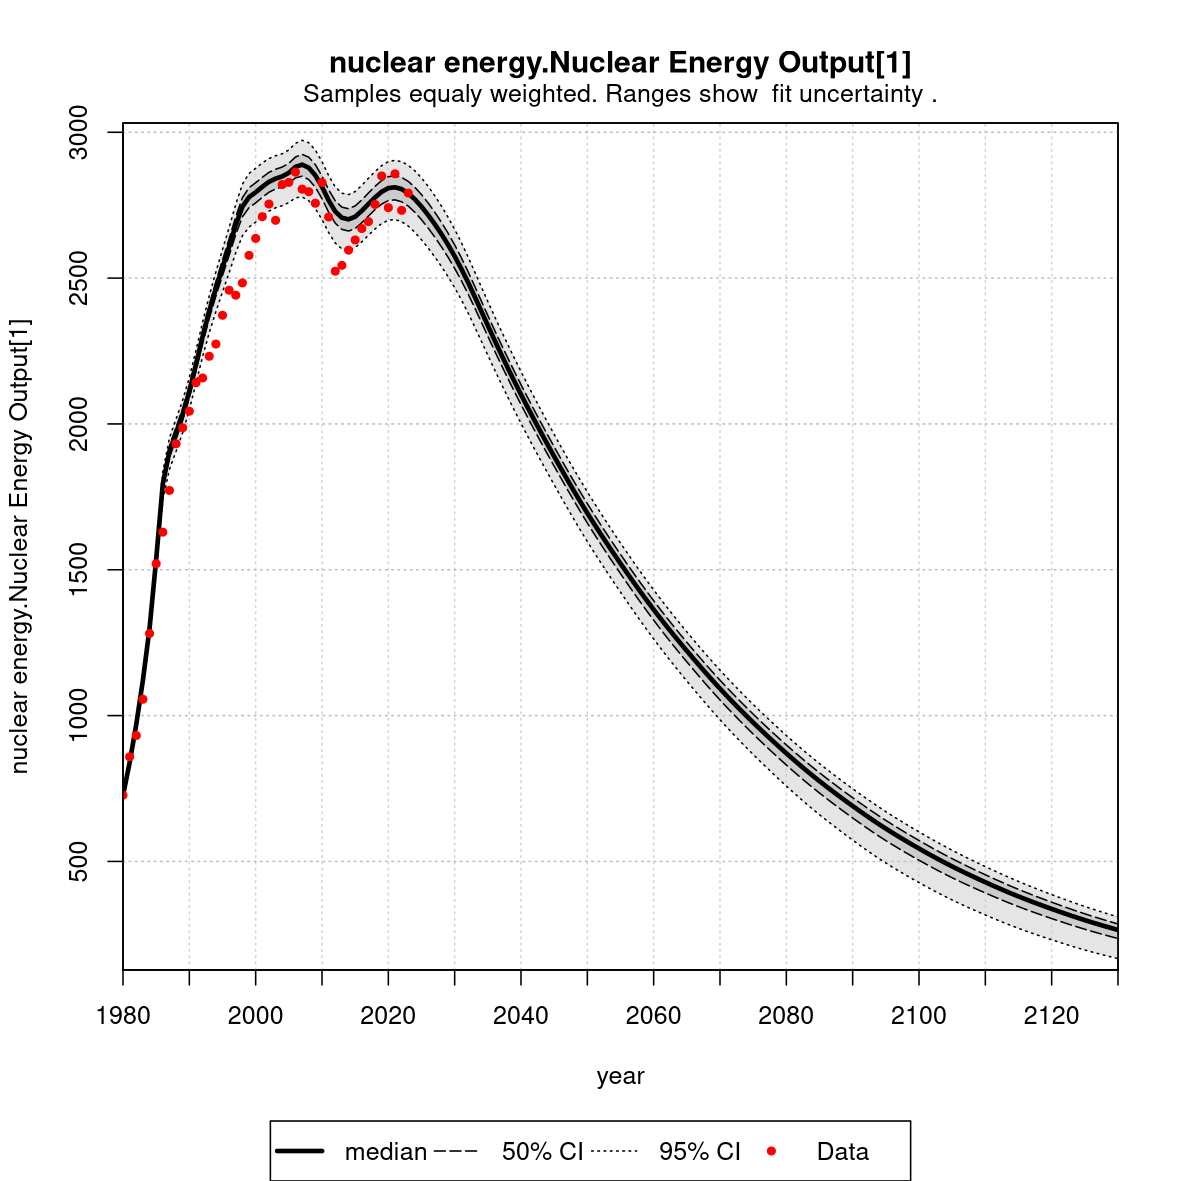 nuclear energy.Nuclear Energy Output[1]
Samples equaly weighted. Ranges show  fit uncertainty .
nuclear energy.Nuclear Energy Output[1]
3000
2500
2000
1500
1000
500
1980 2000 2020 2040 2060 2080 2100 2120
year
median 50% CI 95% CI Data